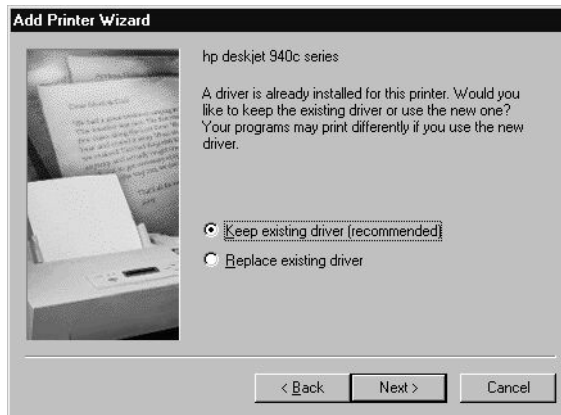 Add Printer Wizard
hp deskjet 940c series
A driver is already installed for this printer. Would you
like to keep the existing driver or use the new one?
Your programs may print differently if you use the new
driver.
Keep existing driver (recommended)
Replace existing driver
< Back
Next >
Cancel